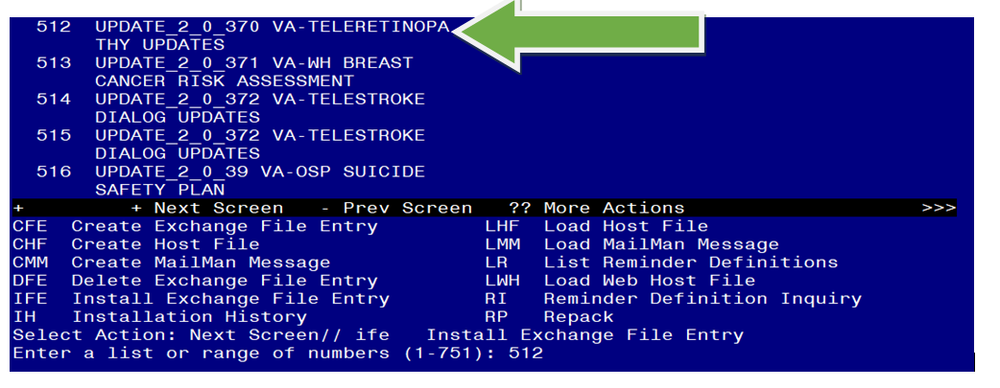 512 UPDATE_2_0_370 VA-TELERETINOPA
THY UPDATES
513 UPDATE_2_0_371 VA-WH BREAST
CANCER RISK ASSESSMENT
514 UPDATE_2_0_372 VA-TELESTROKE
DIALOG UPDATES
515 UPDATE_2_0_372 VA-TELESTROKE
DIALOG UPDATES
516 UPDATE_2_0_39 VA-OSP SUICIDE
SAFETY PLAN
+ + Next Screen - Prev Screen ?? More Actions >>>
CFE Create Exchange File Entry LHF Load Host File
CHF Create Host File LMM Load MailMan Message
CMM Create MailMan Message LR List Reminder Definitions
DFE Delete Exchange File Entry LWH Load Web Host File
IFE Install Exchange File Entry RI Reminder Definition Inquiry
IH Installation History RP Repack
Select Action: Next Screen// ife Install Exchange File Entry
Enter a list or range of numbers (1-751): 512